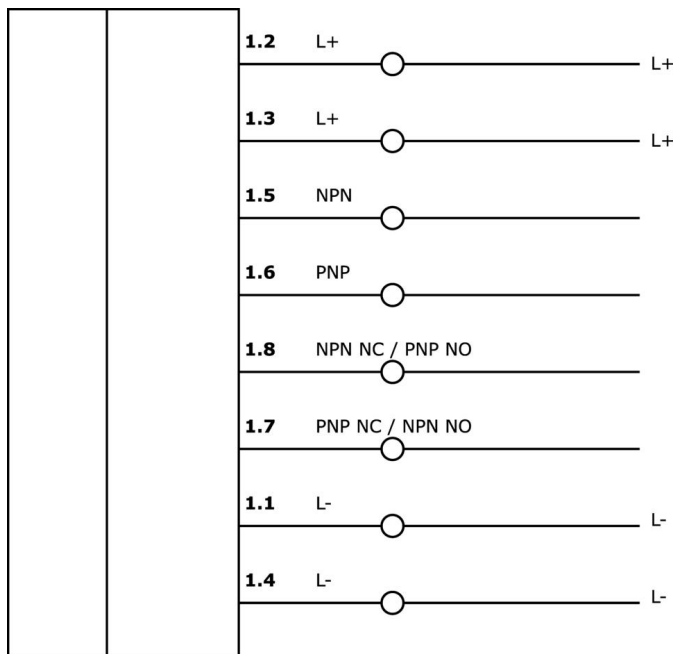 1.2 L+
L+
1.3 L+
L+
1.5 NPN
1.6 PNP
1.8 NPN NC / PNP NO
1.7 PNP NC / NPN NO
1.1 L-
L-
1.4 L-
L-